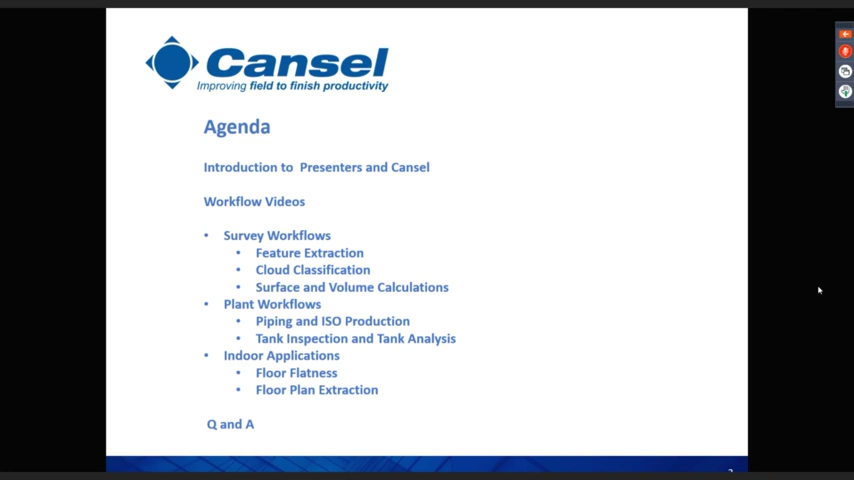 Cansel
Improving field to finish productivity
Agenda
Introduction to Presenters and Cansel
Workflow Videos
• Survey Workflows
• Feature Extraction
• Cloud Classification
• Surface and Volume Calculations
• Plant Workflows
• Piping and ISO Production
• Tank Inspection and Tank Analysis
• Indoor Applications
• Floor Flatness
• Floor Plan Extraction
Q and A